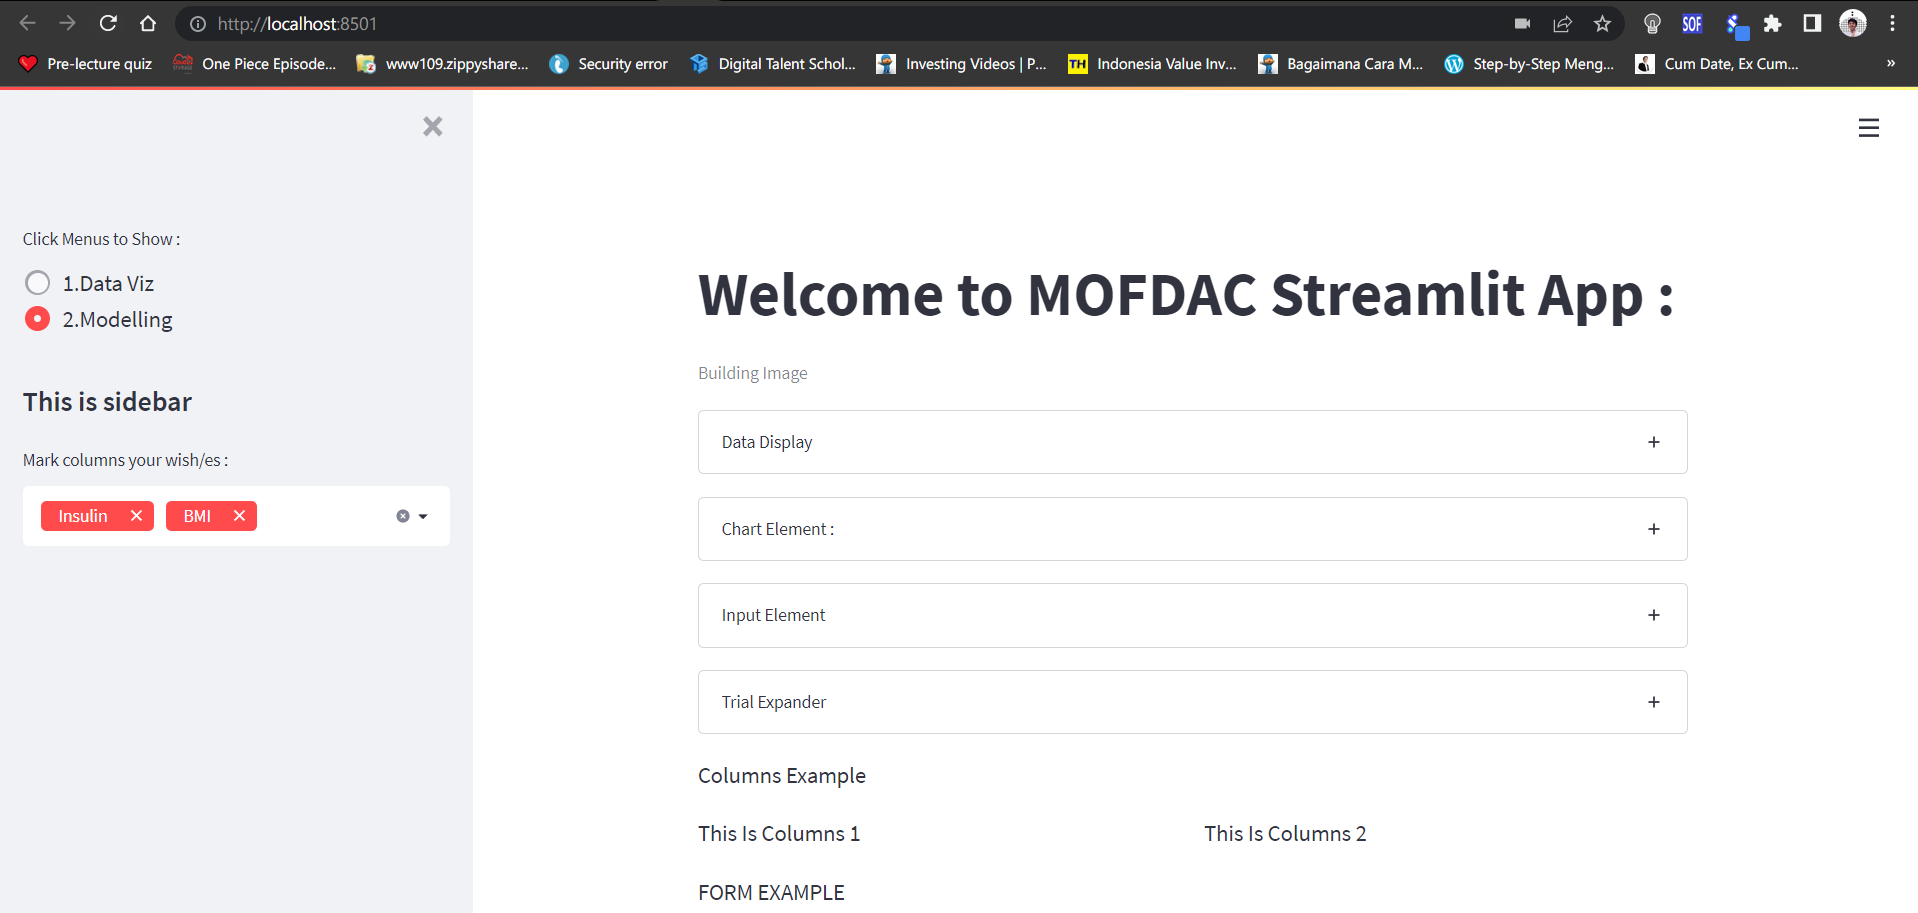 http://localhost:8501
SOF
Pre-lecture quiz
One Piece Episode...
www109.zippyshare...
Security error
Digital Talent Schol...
Investing Videos | P...
TH
Indonesia Value Inv...
Bagaimana Cara M...
Step-by-Step Meng...
Cum Date, Ex Cum...
»
Click Menus to Show :
1.Data Viz
2.Modelling
This is sidebar
Mark columns your wish/es :
Insulin
BMI
Welcome to MOFDAC Streamlit App :
Building Image
Data Display
Chart Element :
Input Element
Trial Expander
Columns Example
This Is Columns 1
This Is Columns 2
FORM EXAMPLE